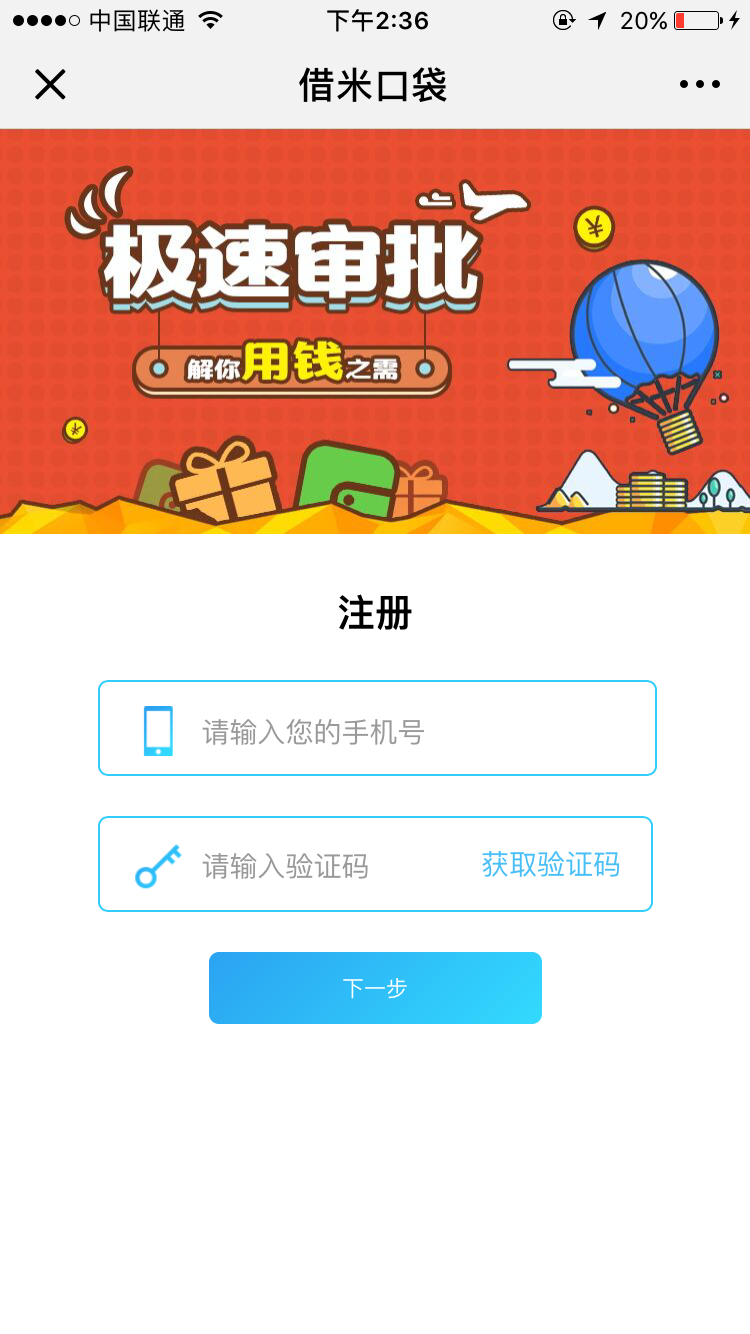 中国联通 下午2:36 20%
借米口袋
极速审批
解你用钱之需
注册
请输入您的手机号
请输入验证码 获取验证码
下一步